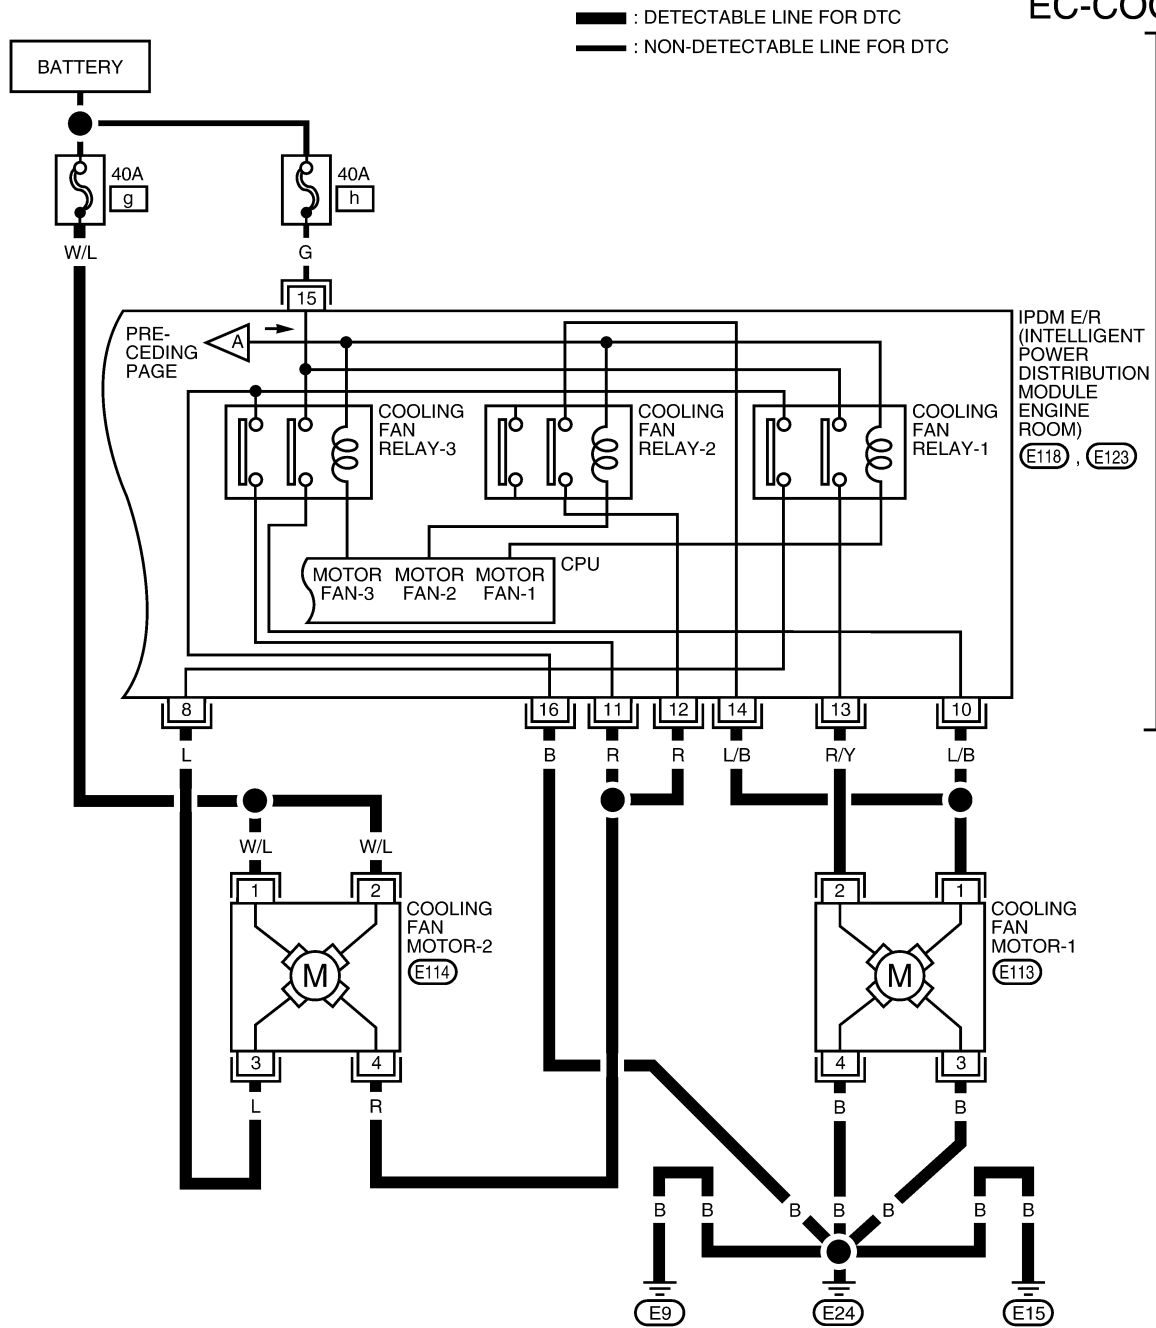 : DETECTABLE LINE FOR DTC
: NON-DETECTABLE LINE FOR DTC
BATTERY
40A
g
40A
h
W/L
G
15
PRE-
CEDING
PAGE
A
COOLING
FAN
RELAY-3
COOLING
FAN
RELAY-2
COOLING
FAN
RELAY-1
IPDM E/R
(INTELLIGENT
POWER
DISTRIBUTION
MODULE
ENGINE
ROOM)
E118 , E123
CPU
MOTOR
FAN-3
MOTOR
FAN-2
MOTOR
FAN-1
8
16
11
12
14
13
10
L
B
R
R
L/B
R/Y
L/B
W/L
W/L
1
2
2
1
COOLING
FAN
MOTOR-2
E114
M
COOLING
FAN
MOTOR-1
E113
M
3
4
4
3
L
R
B
B
B
B
B
B
B
B
B
E9
E24
E15